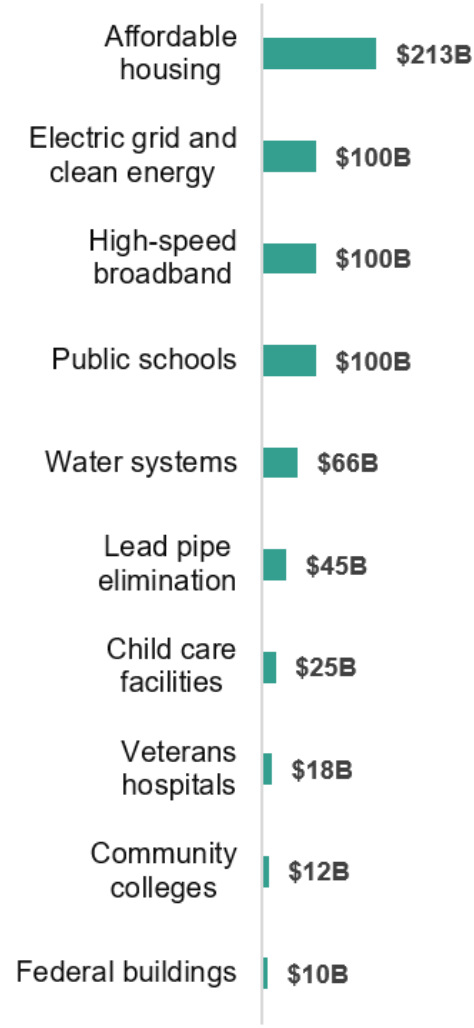 Affordable
housing
$213B
Electric grid and
clean energy
$100B
High-speed
broadband
$100B
Public schools
$100B
Water systems
$66B
Lead pipe
elimination
$45B
Child care
facilities
$25B
Veterans
hospitals
$18B
Community
colleges
$12B
Federal buildings
$10B